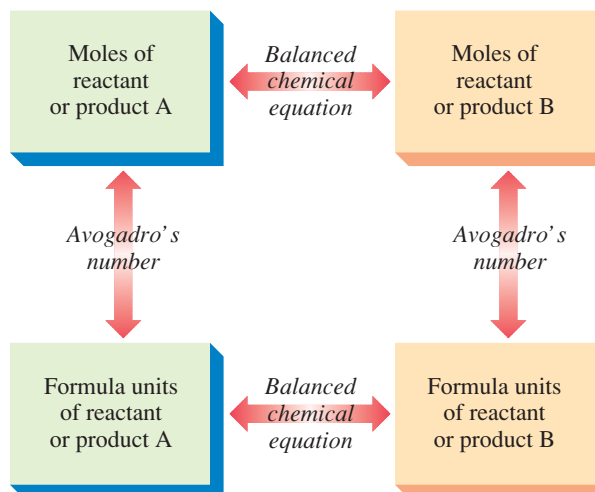 Moles of
reactant
or product A
Balanced
chemical
equation
Moles of
reactant
or product B
Avogadro's
number
Avogadro's
number
Formula units
of reactant
or product A
Balanced
chemical
equation
Formula units
of reactant
or product B